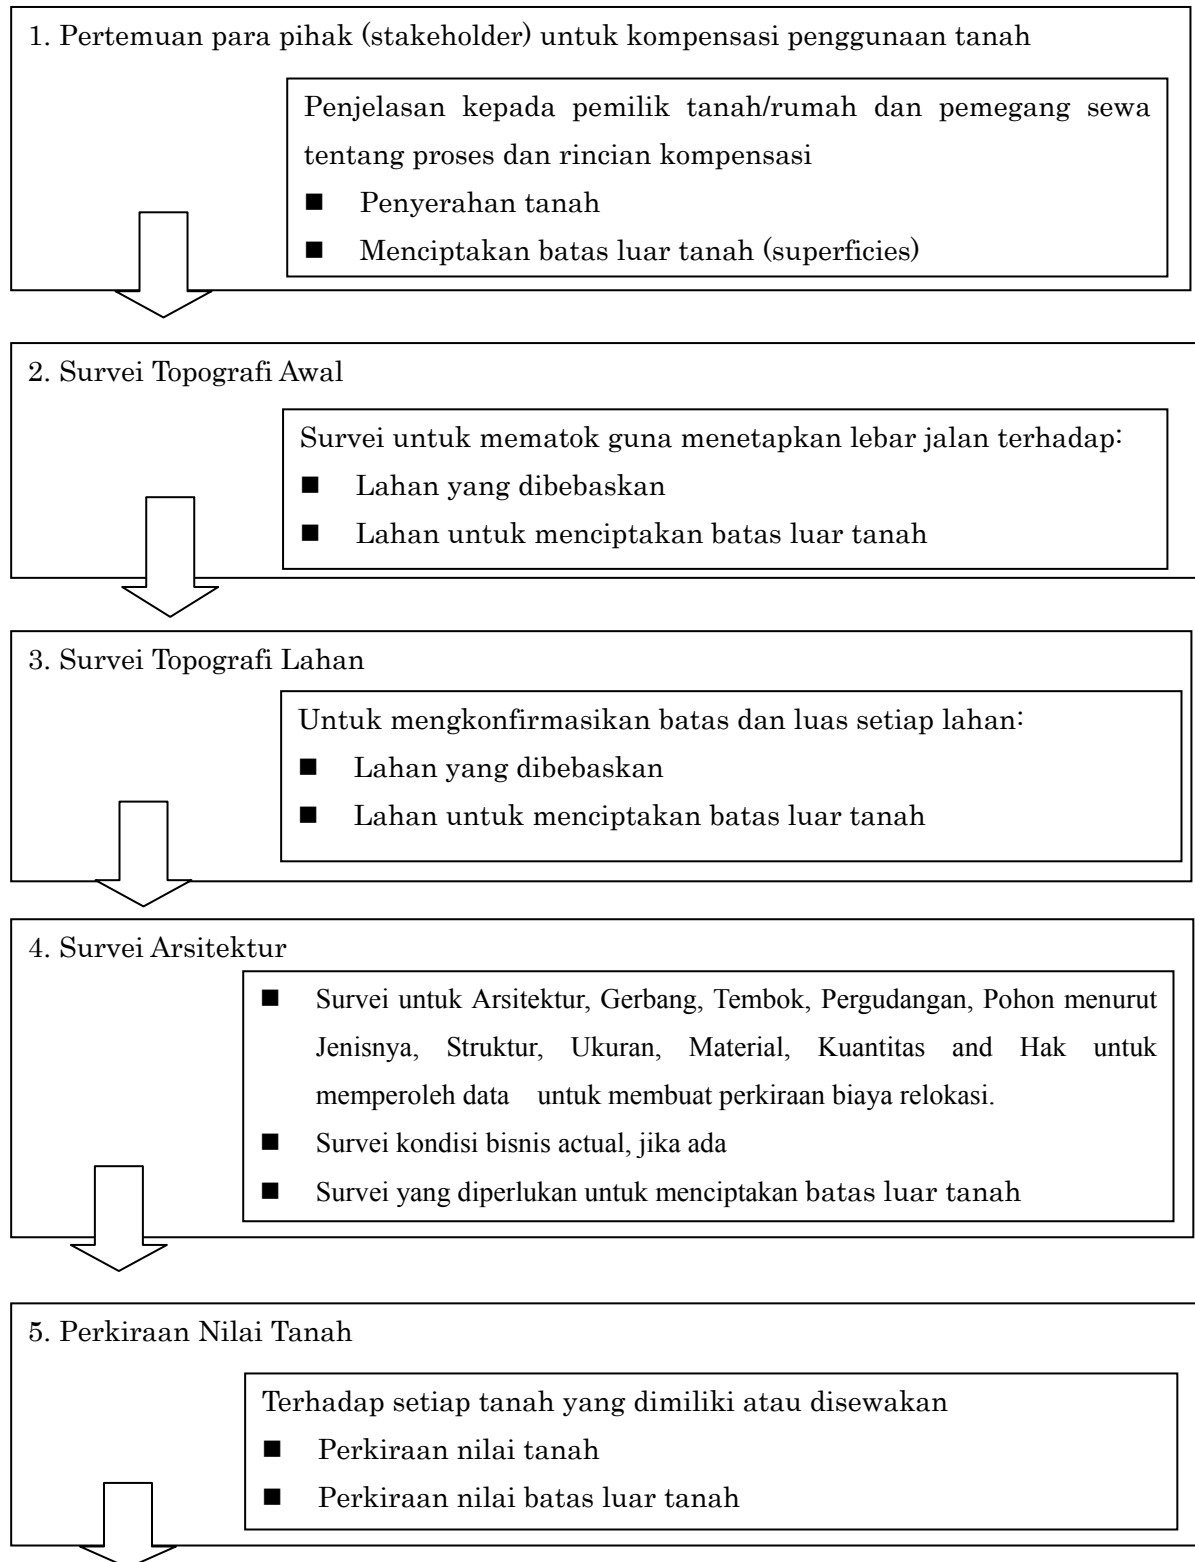 1. Pertemuan para pihak (stakeholder) untuk kompensasi penggunaan tanah
Penjelasan kepada pemilik tanah/rumah dan pemegang sewa
tentang proses dan rincian kompensasi
■ Penyerahan tanah
■ Menciptakan batas luar tanah (superficies)
2. Survei Topografi Awal
Survei untuk mematok guna menetapkan lebar jalan terhadap:
■ Lahan yang dibebaskan
■ Lahan untuk menciptakan batas luar tanah
3. Survei Topografi Lahan
Untuk mengkonfirmasikan batas dan luas setiap lahan:
■ Lahan yang dibebaskan
■ Lahan untuk menciptakan batas luar tanah
4. Survei Arsitektur
■ Survei untuk Arsitektur, Gerbang, Tembok, Pergudangan, Pohon menurut
Jenisnya, Struktur, Ukuran, Material, Kuantitas and Hak untuk
memperoleh data untuk membuat perkiraan biaya relokasi.
■ Survei kondisi bisnis actual, jika ada
■ Survei yang diperlukan untuk menciptakan batas luar tanah
5. Perkiraan Nilai Tanah
Terhadap setiap tanah yang dimiliki atau disewakan
■ Perkiraan nilai tanah
■ Perkiraan nilai batas luar tanah